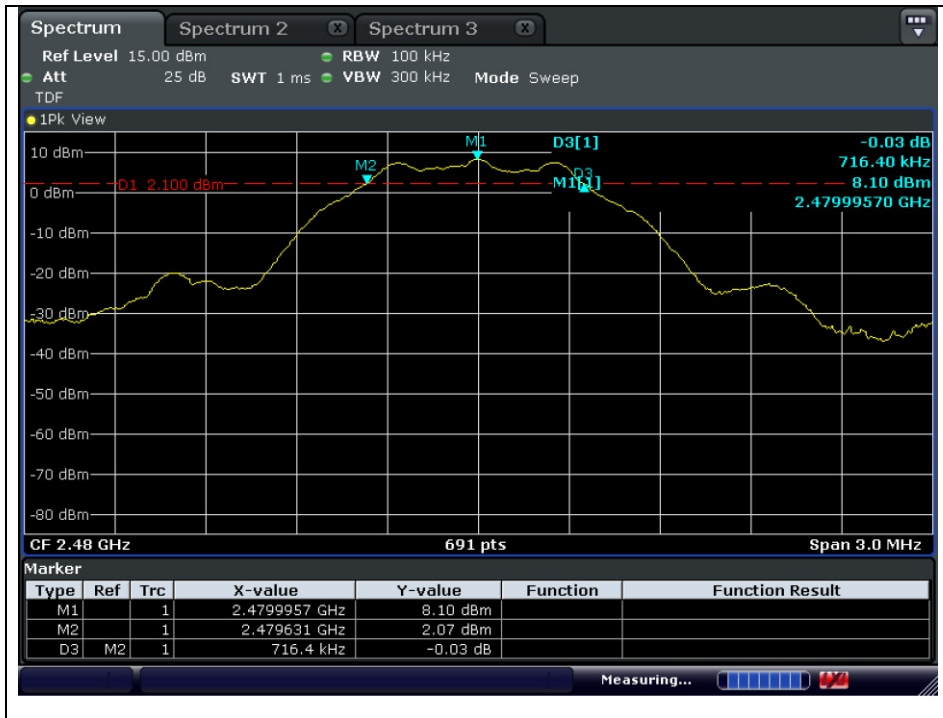 Spectrum Spectrum 2 Spectrum 3
Ref Level 15.00 dBm RBW 100 kHz
Att 25 dB SWT 1 ms VBW 300 kHz Mode Sweep
TDF
1Pk View
M1 D3[1] -0.03 dB
10 dBm M2 716.40 kHz
D3
D1 2.100 dBm M1[1] 8.10 dBm
0 dBm 2.47999570 GHz
-10 dBm
-20 dBm
-30 dBm
-40 dBm
-50 dBm
-60 dBm
-70 dBm
-80 dBm
CF 2.48 GHz 691 pts Span 3.0 MHz
Marker
Type Ref Trc X-value Y-value Function Function Result
M1 1 2.4799957 GHz 8.10 dBm
M2 1 2.479631 GHz 2.07 dBm
D3 M2 1 716.4 kHz -0.03 dB
Measuring...